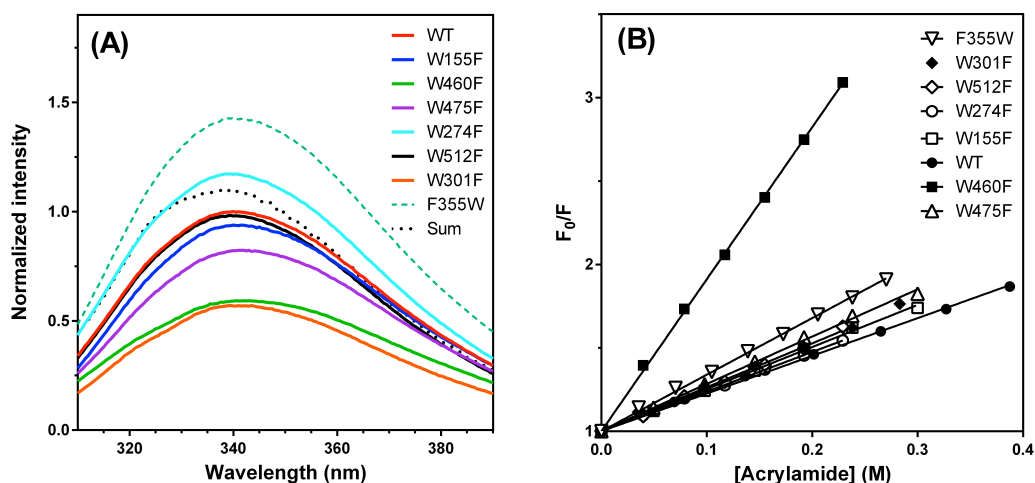 (A)
Normalized intensity
1.5
1.0
0.5
0.0
320
340
360
380
Wavelength (nm)
WT
W155F
W460F
W475F
W274F
W512F
W301F
F355W
Sum
(B)
F₀/F
3
2
1
0.0
0.1
0.2
0.3
0.4
[Acrylamide] (M)
F355W
W301F
W512F
W274F
W155F
WT
W460F
W475F